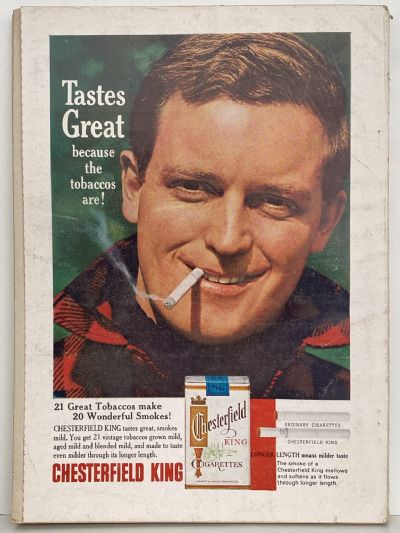 Tastes
Great
because
the
tobaccos
are!
21 Great Tobaccos make
20 Wonderful Smokes!
CHESTERFIELD KING tastes great, smokes
mild. You get 21 vintage tobaccos grown mild,
aged mild and blended mild, and made to taste
even milder through its longer length.
CHESTERFIELD KING
Chesterfield
KING
CIGARETTES
ORDINARY CIGARETTES
CHESTERFIELD KING
LONGER LENGTH means milder taste
The smoke of a
Chesterfield King mellows
and softens as it flows
through longer length.